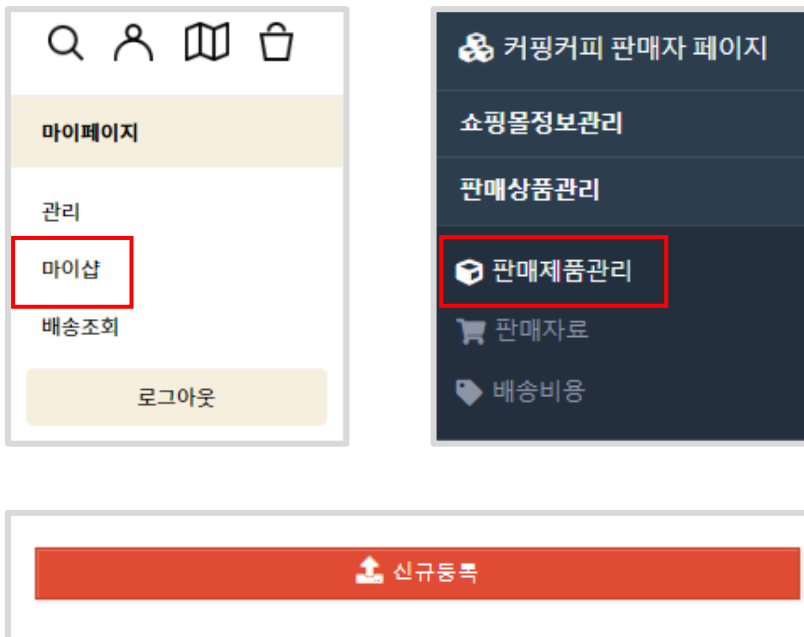 마이페이지
관리
마이샵
배송조회
로그아웃
커핑커피 판매자 페이지
쇼핑몰정보관리
판매상품관리
판매제품관리
판매자료
배송비용
신규등록